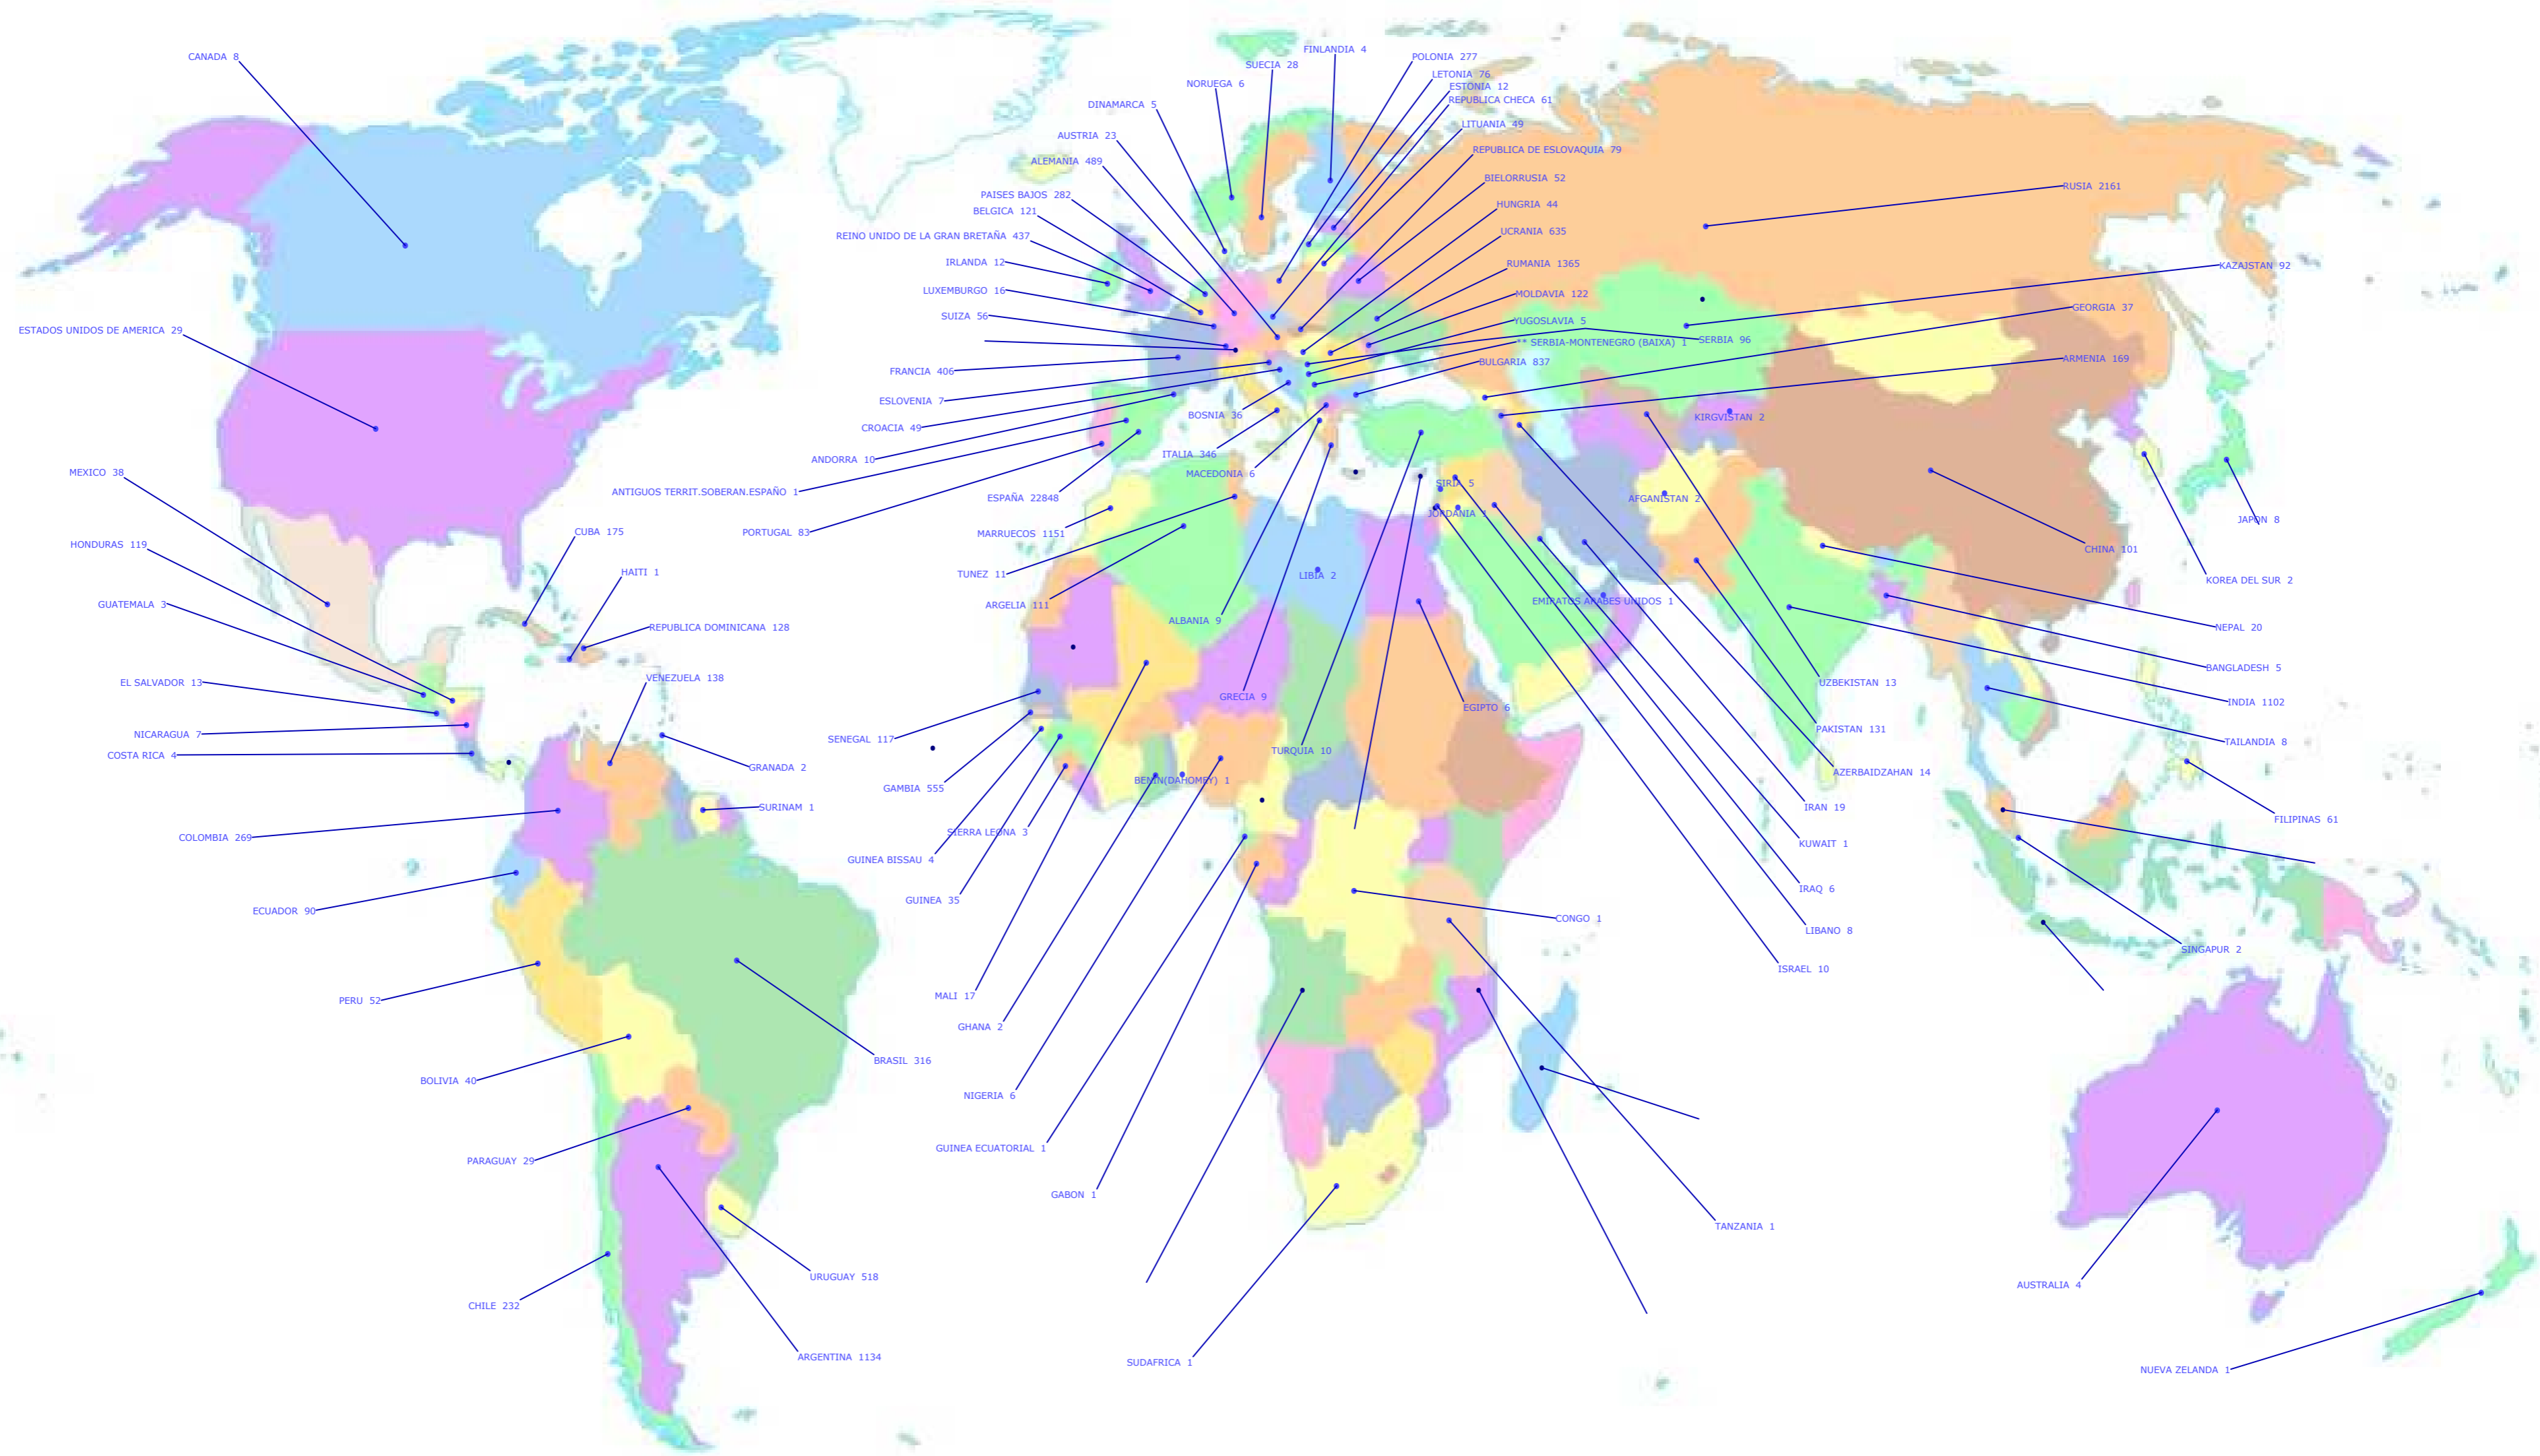 FINLANDIA 4
POLONIA 277
CANADA 8
SUECIA 28
LETONIA 76
NORUEGA 6
ESTONIA 12
REPUBLICA CHECA 61
DINAMARCA 5
LITUANIA 49
AUSTRIA 23
REPUBLICA DE ESLOVAQUIA 79
ALEMANIA 489
BIELORRUSIA 52
RUSIA 2161
PAISES BAJOS 282
HUNGRIA 44
BELGICA 121
UCRANIA 635
REINO UNIDO DE LA GRAN BRETAÑA 437
IRLANDA 12
RUMANIA 1365
KAZAJSTAN 92
LUXEMBURGO 16
MOLDAVIA 122
GEORGIA 37
SUIZA 56
YUGOSLAVIA 5
ESTADOS UNIDOS DE AMERICA 29
** SERBIA-MONTENEGRO (BAIXA) 1
SERBIA 96
ARMENIA 169
BULGARIA 837
FRANCIA 406
ESLOVENIA 7
BOSNIA 36
KIRGVISTAN 2
CROACIA 49
ITALIA 346
ANDORRA 10
MEXICO 38
MACEDONIA 6
SIRIA 5
ANTIGUOS TERRIT.SOBERAN.ESPAÑO 1
ESPAÑA 22848
AFGANISTAN 2
JORDANIA 1
JAPON 8
CUBA 175
PORTUGAL 83
MARRUECOS 1151
HONDURAS 119
CHINA 101
HAITI 1
TUNEZ 11
LIBIA 2
KOREA DEL SUR 2
GUATEMALA 3
ARGELIA 111
EMIRATOS ARABES UNIDOS 1
ALBANIA 9
REPUBLICA DOMINICANA 128
NEPAL 20
BANGLADESH 5
VENEZUELA 138
EL SALVADOR 13
UZBEKISTAN 13
GRECIA 9
INDIA 1102
EGIPTO 6
NICARAGUA 7
SENEGAL 117
PAKISTAN 131
TAILANDIA 8
COSTA RICA 4
TURQUIA 10
GRANADA 2
AZERBAIDZAHAN 14
BENIN(DAHOMEY) 1
GAMBIA 555
SURINAM 1
IRAN 19
FILIPINAS 61
SIERRA LEONA 3
COLOMBIA 269
KUWAIT 1
GUINEA BISSAU 4
IRAQ 6
GUINEA 35
ECUADOR 90
CONGO 1
LIBANO 8
SINGAPUR 2
ISRAEL 10
MALI 17
PERU 52
GHANA 2
BRASIL 316
BOLIVIA 40
NIGERIA 6
GUINEA ECUATORIAL 1
PARAGUAY 29
GABON 1
TANZANIA 1
URUGUAY 518
AUSTRALIA 4
CHILE 232
ARGENTINA 1134
SUDAFRICA 1
NUEVA ZELANDA 1